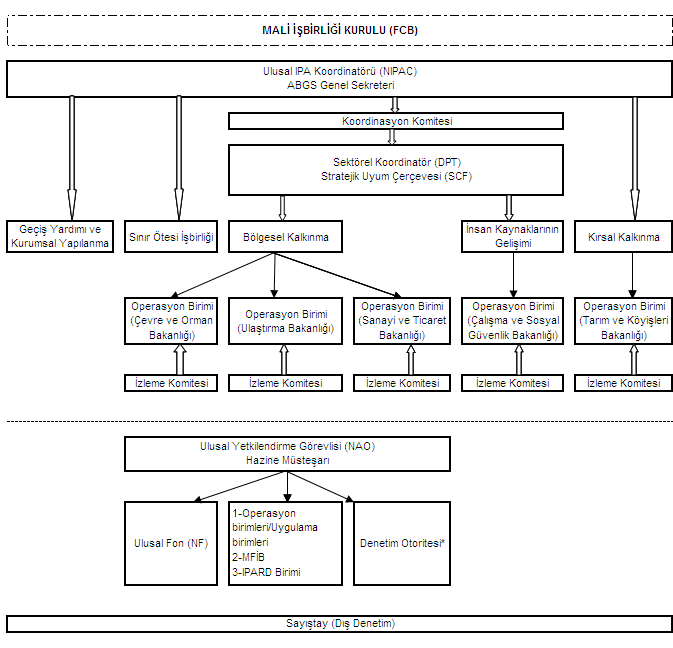 MALİ İŞBİRLİĞİ KURULU (FCB)
Ulusal IPA Koordinatörü (NIPAC)
ABGS Genel Sekreteri
Koordinasyon Komitesi
Sektörel Koordinatör (DPT)
Stratejik Uyum Çerçevesi (SCF)
Geçiş Yardımı ve
Kurumsal Yapılanma
Sınır Ötesi İşbirliği
Bölgesel Kalkınma
İnsan Kaynaklarının
Gelişimi
Kırsal Kalkınma
Operasyon Birimi
(Çevre ve Orman
Bakanlığı)
Operasyon Birimi
(Ulaştırma Bakanlığı)
Operasyon Birimi
(Sanayi ve Ticaret
Bakanlığı)
Operasyon Birimi
(Çalışma ve Sosyal
Güvenlik Bakanlığı)
Operasyon Birimi
(Tarım ve Köyişleri
Bakanlığı)
İzleme Komitesi
İzleme Komitesi
İzleme Komitesi
İzleme Komitesi
İzleme Komitesi
Ulusal Yetkilendirme Görevlisi (NAO)
Hazine Müsteşarı
Ulusal Fon (NF)
1-Operasyon
birimleri/Uygulama
birimleri
2-MFİB
3-IPARD Birimi
Denetim Otoritesi*
Sayıştay (Dış Denetim)